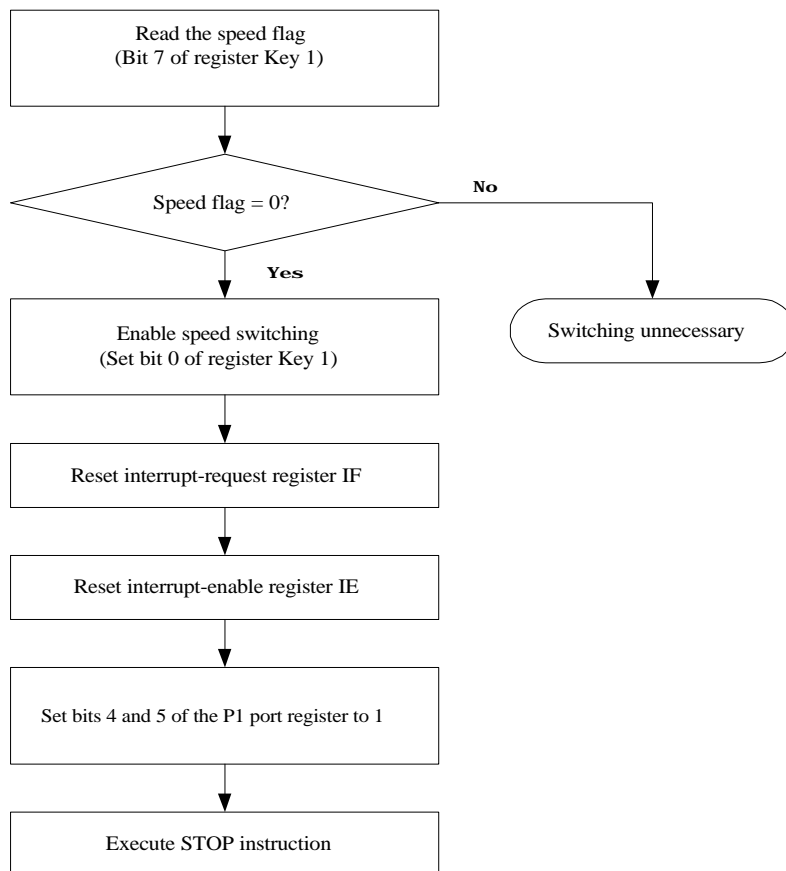 Read the speed flag
(Bit 7 of register Key 1)
Speed flag = 0?
No
Yes
Enable speed switching
(Set bit 0 of register Key 1)
Switching unnecessary
Reset interrupt-request register IF
Reset interrupt-enable register IE
Set bits 4 and 5 of the P1 port register to 1
Execute STOP instruction